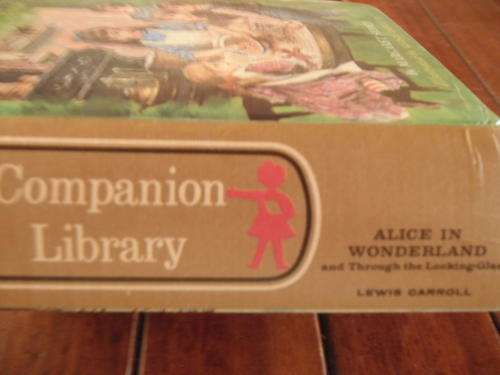 Companion
Library
ALICE IN
WONDERLAND
and Through the Looking-Glass
LEWIS CARROLL